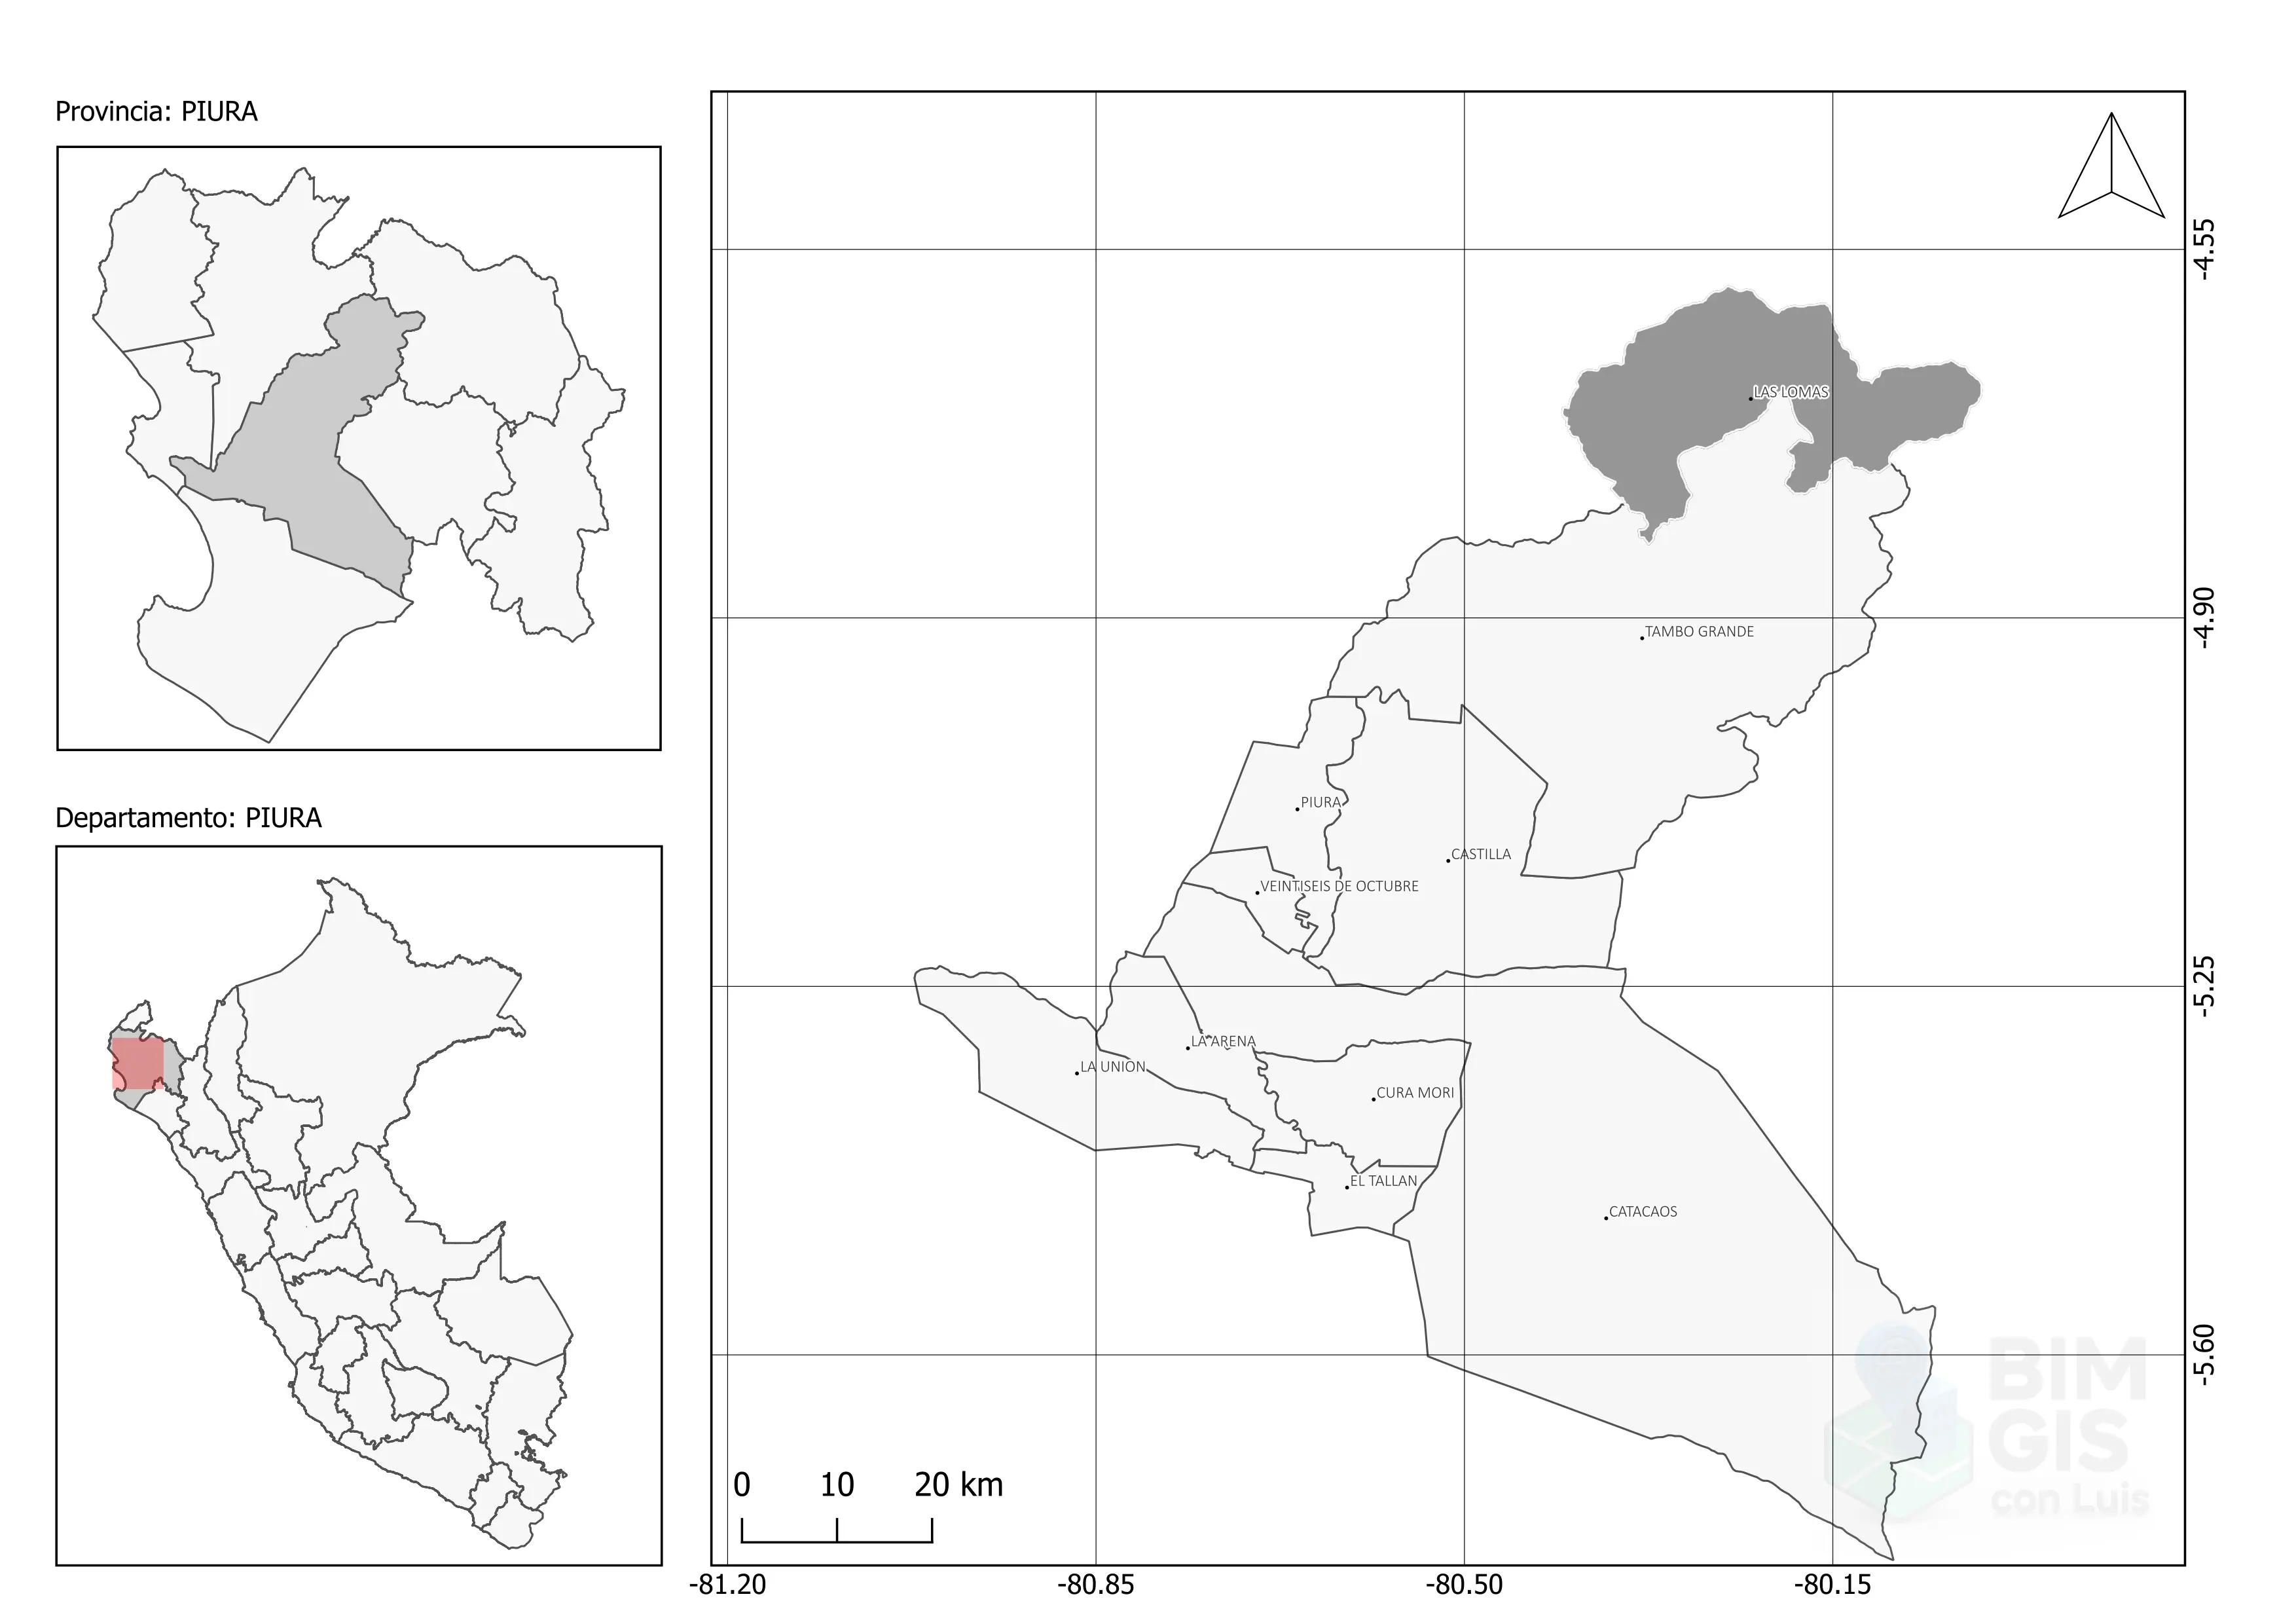 Provincia: PIURA
Departamento: PIURA
LAS LOMAS
TAMBO GRANDE
PIURA
CASTILLA
VEINTISEIS DE OCTUBRE
LA ARENA
LA UNION
CURA MORI
EL TALLAN
CATACAOS
-4.55
-4.90
-5.25
-5.60
BIM
GIS
con Luis
0 10 20 km
-81.20 -80.85 -80.50 -80.15